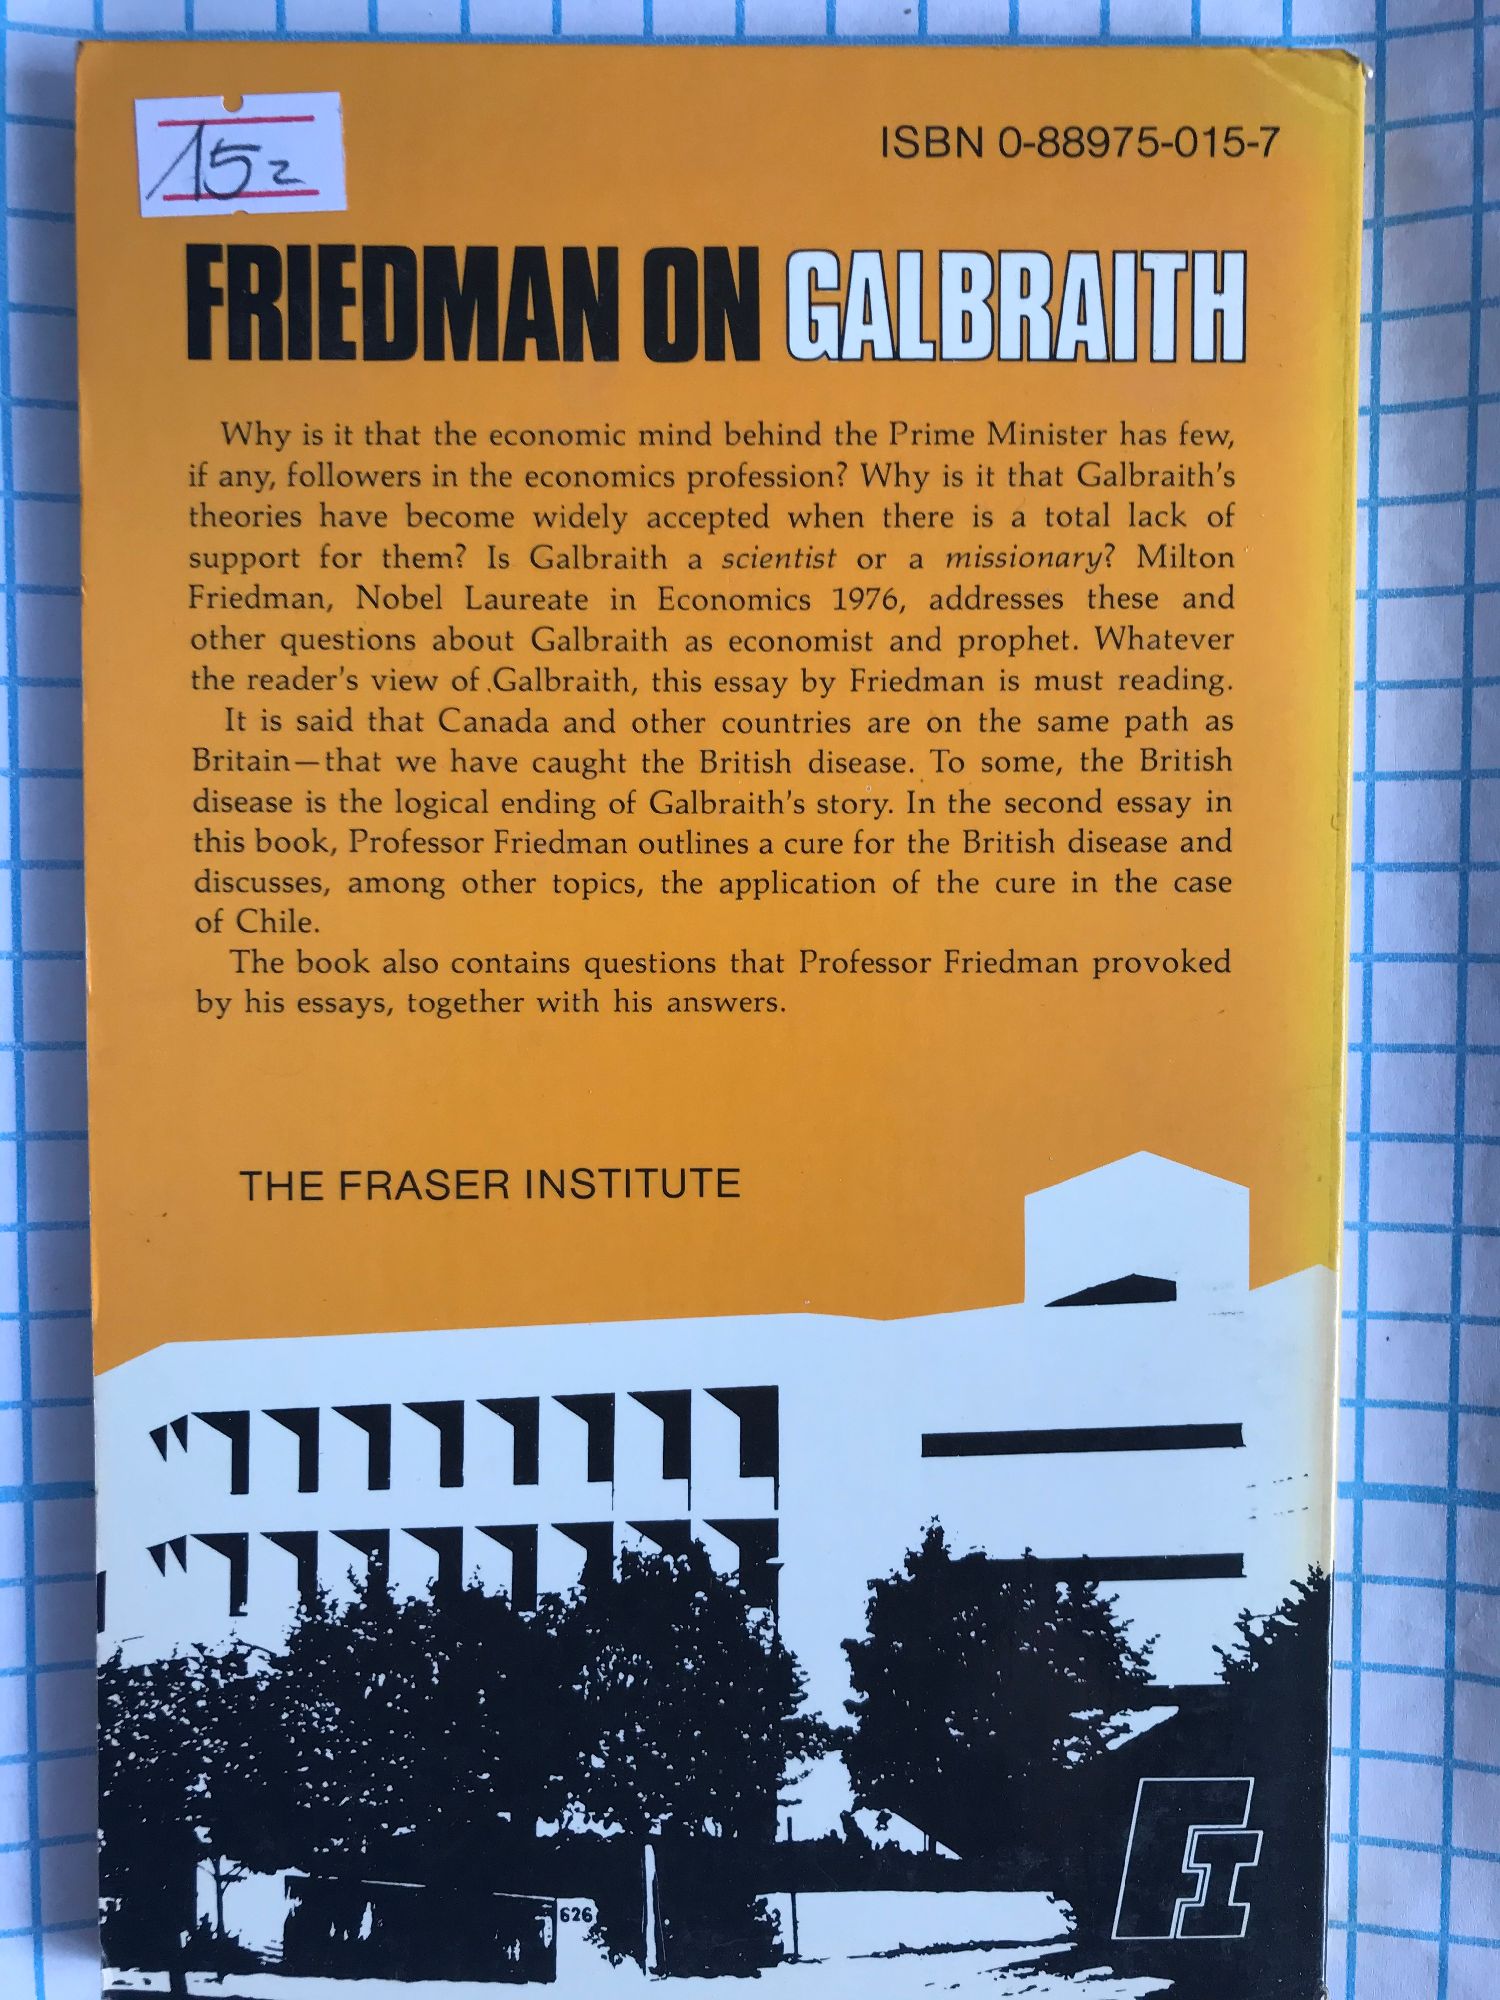 15z
ISBN 0-88975-015-7
FRIEDMAN ON GALBRAITH
Why is it that the economic mind behind the Prime Minister has few,
if any, followers in the economics profession? Why is it that Galbraith's
theories have become widely accepted when there is a total lack of
support for them? Is Galbraith a scientist or a missionary? Milton
Friedman, Nobel Laureate in Economics 1976, addresses these and
other questions about Galbraith as economist and prophet. Whatever
the reader's view of Galbraith, this essay by Friedman is must reading.
It is said that Canada and other countries are on the same path as
Britain—that we have caught the British disease. To some, the British
disease is the logical ending of Galbraith's story. In the second essay in
this book, Professor Friedman outlines a cure for the British disease and
discusses, among other topics, the application of the cure in the case
of Chile.
The book also contains questions that Professor Friedman provoked
by his essays, together with his answers.
THE FRASER INSTITUTE
626
FI